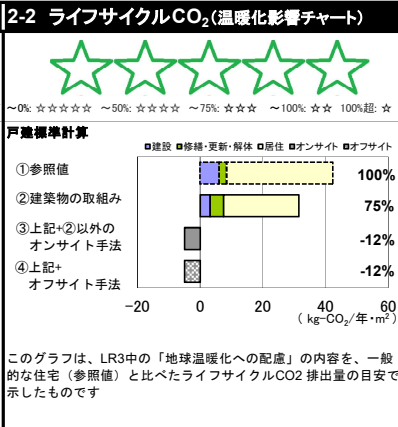 2-2 ライフサイクルCO₂(温暖化影響チャート)
～0%: ☆☆☆☆☆ ～50%: ☆☆☆☆ ～75%: ☆☆☆ ～100%: ☆☆ 100%超: ☆
戸建標準計算
■建設 ■修繕・更新・解体 □居住 ■オンサイト ■オフサイト
①参照値 100%
②建築物の取組み 75%
③上記+②以外の
オンサイト手法 -12%
④上記+
オフサイト手法 -12%
-20 0 20 40 60
( kg-CO₂/年・m² )
このグラフは、LR3中の「地球温暖化への配慮」の内容を、一般
的な住宅（参照値）と比べたライフサイクルCO2 排出量の目安で
示したものです